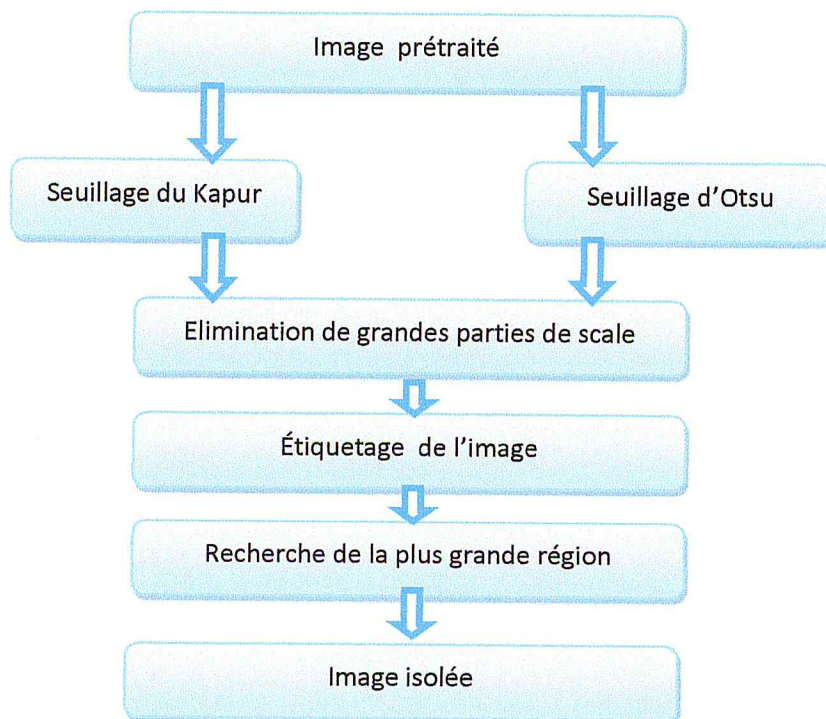 Image prétraité
Seuillage du Kapur
Seuillage d'Otsu
Elimination de grandes parties de scale
Étiquetage de l'image
Recherche de la plus grande région
Image isolée